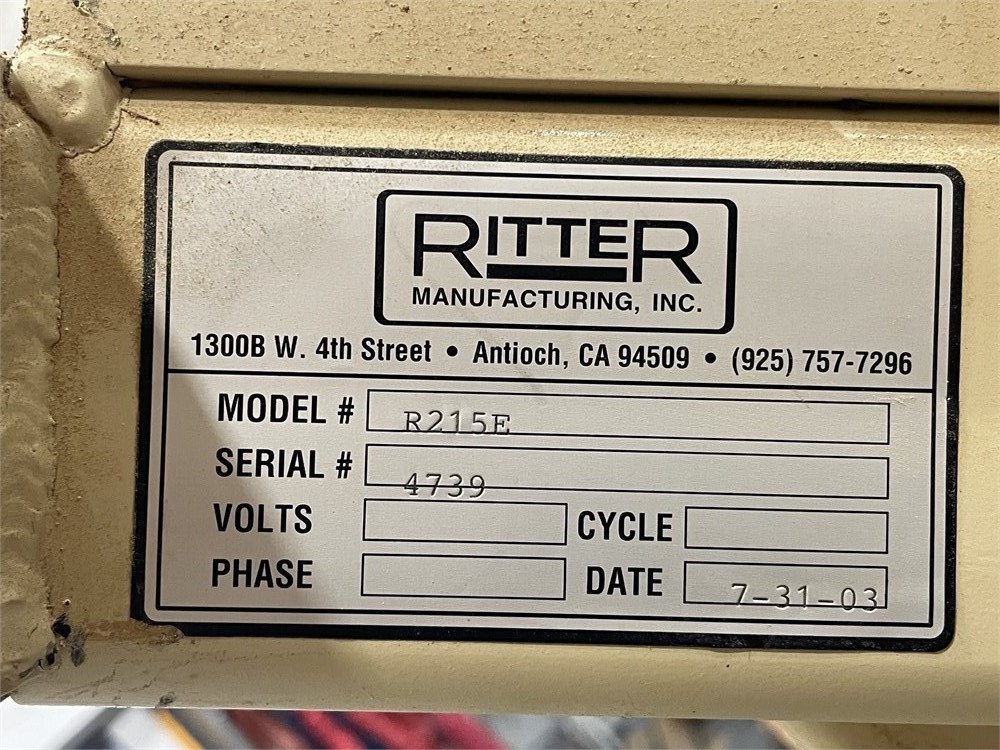 RITTER
MANUFACTURING, INC.
1300B W. 4th Street • Antioch, CA 94509 • (925) 757-7296
MODEL # R215E
SERIAL # 4739
VOLTS CYCLE
PHASE DATE 7-31-03